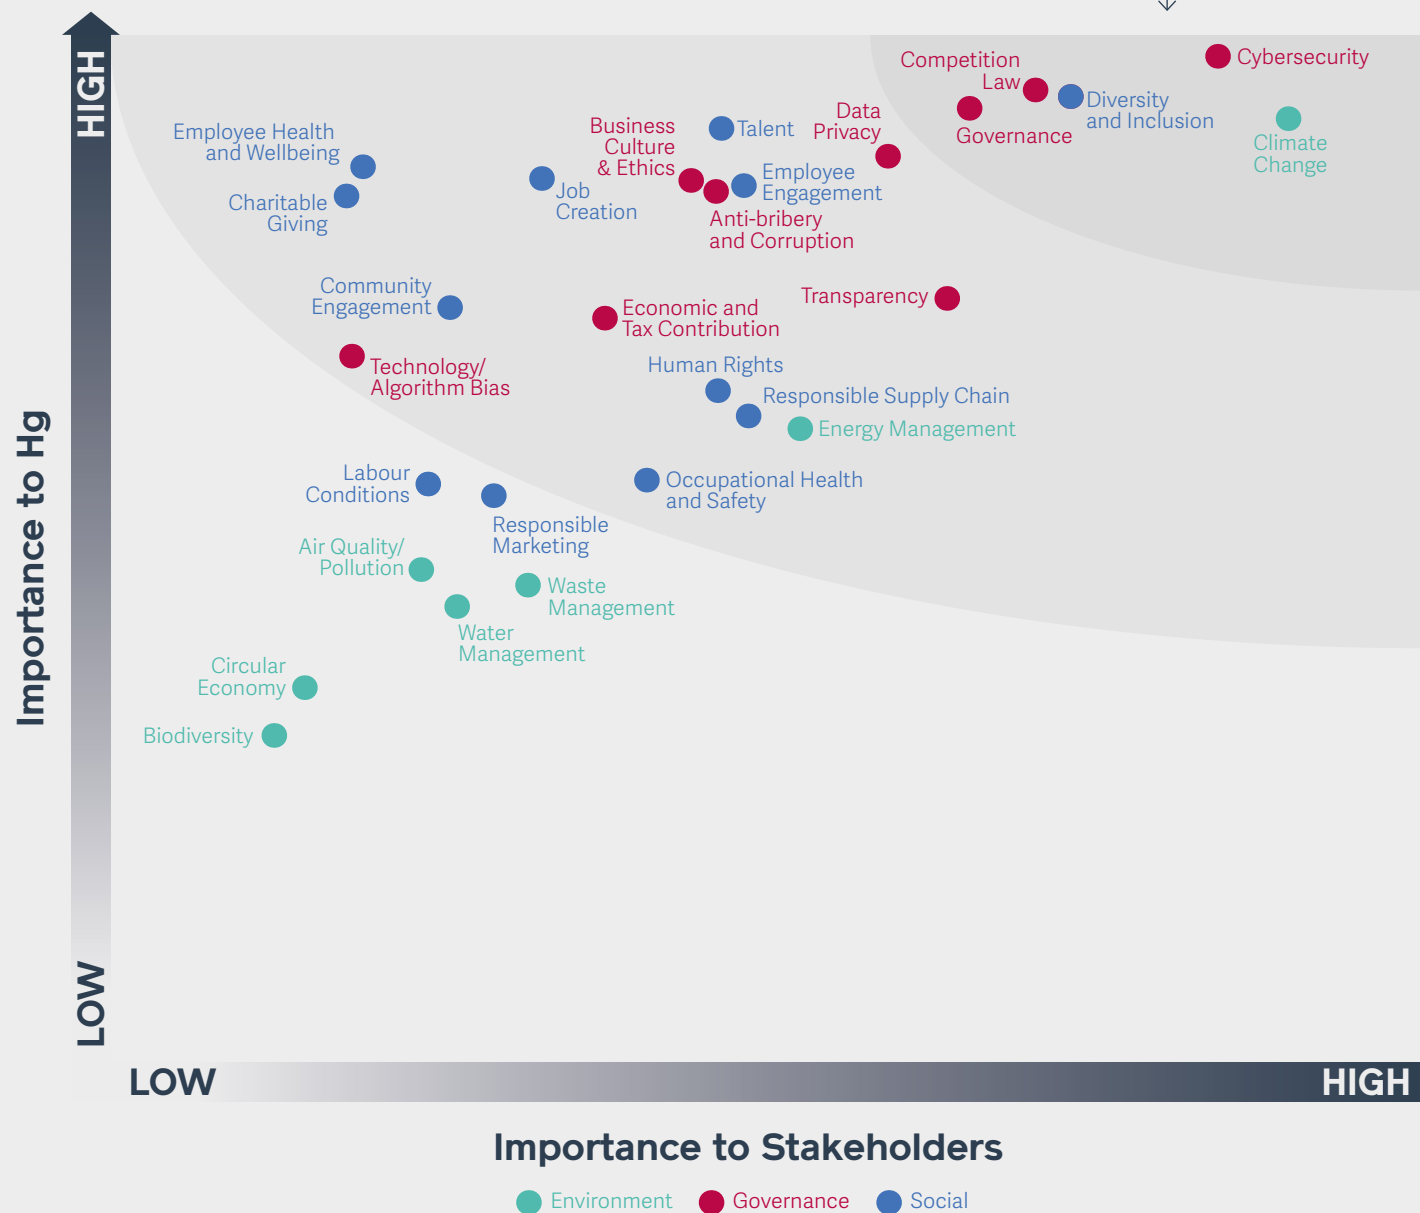 HIGH
Cybersecurity
Competition
Law
Diversity
and Inclusion
Governance
Climate
Change
Data
Privacy
Talent
Business
Culture
& Ethics
Employee
Engagement
Anti-bribery
and Corruption
Employee Health
and Wellbeing
Charitable
Giving
Job
Creation
Community
Engagement
Economic and
Tax Contribution
Transparency
Technology/
Algorithm Bias
Human Rights
Responsible Supply Chain
Energy Management
Labour
Conditions
Responsible
Marketing
Occupational Health
and Safety
Air Quality/
Pollution
Waste
Management
Water
Management
Circular
Economy
Biodiversity
Importance to Hg
LOW
LOW
HIGH
Importance to Stakeholders
Environment
Governance
Social